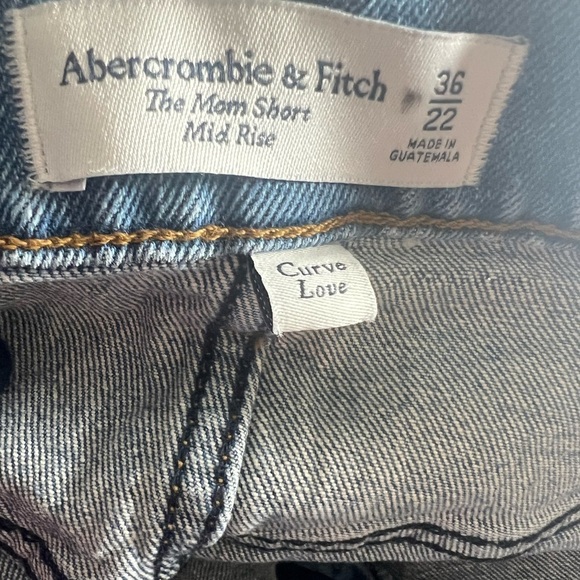 Abercrombie & Fitch
The Mom Short
Mid Rise
36
22
MADE IN
GUATEMALA
Curve
Love